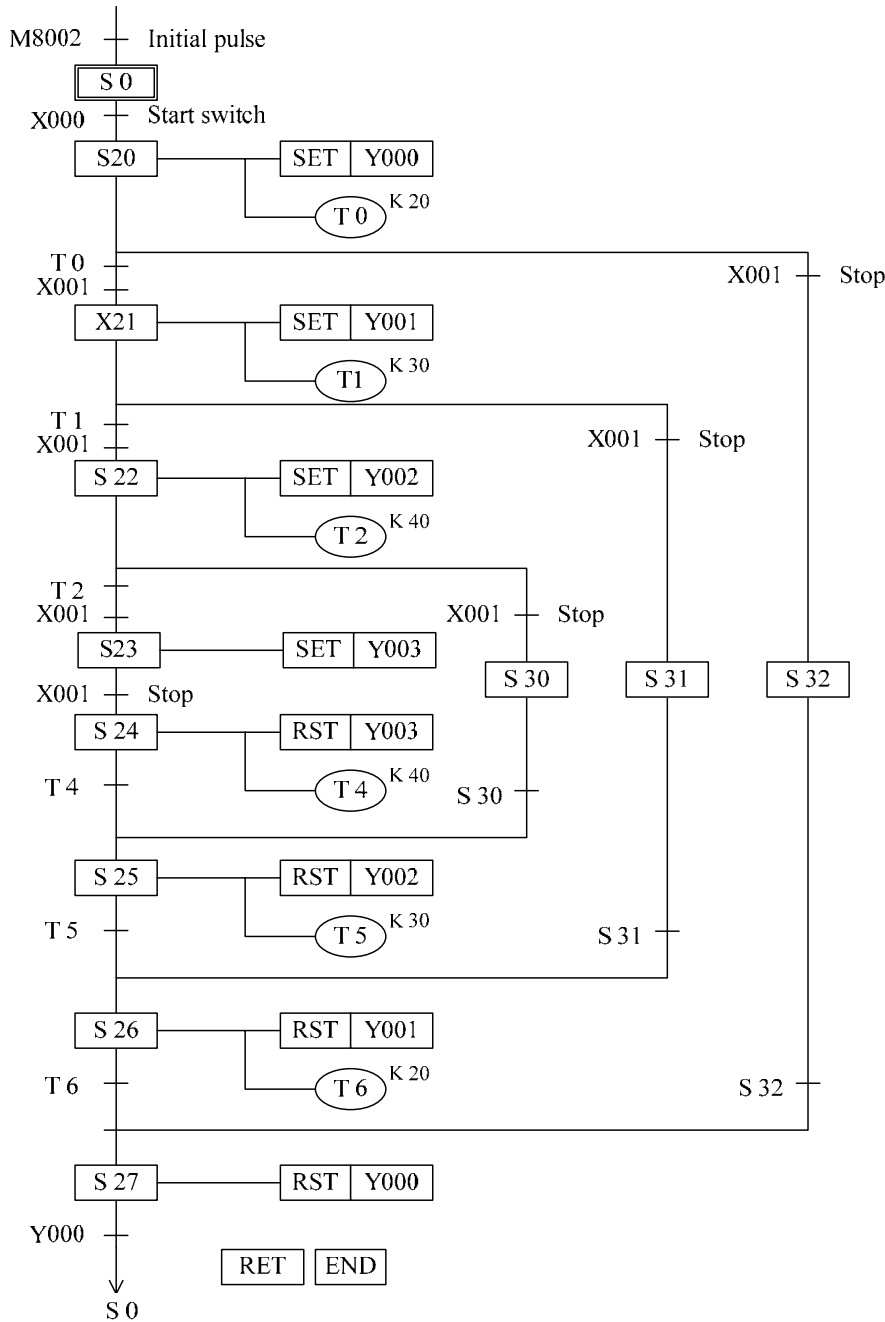 M8002 Initial pulse
S 0
X000 Start switch
S20 SET Y000
T 0 K 20
T 0
X001 X001 Stop
X21 SET Y001
T1 K 30
T 1
X001 X001 Stop
S 22 SET Y002
T 2 K 40
T 2
X001 X001 Stop
S23 SET Y003
S 30 S 31 S 32
X001 Stop
S 24 RST Y003
T 4 T 4 K 40
S 30
S 25 RST Y002
T 5 T 5 K 30
S 31
S 26 RST Y001
T 6 T 6 K 20
S 32
S 27 RST Y000
Y000
RET END
S 0